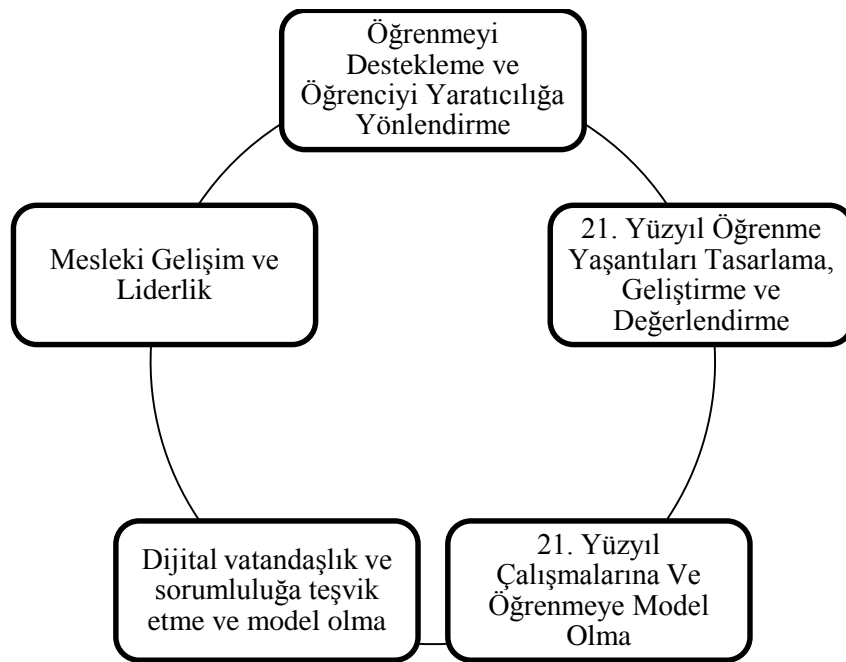 Öğrenmeyi
Destekleme ve
Öğrenciyi Yaratıcılığa
Yönlendirme
21. Yüzyıl Öğrenme
Yaşantıları Tasarlama,
Geliştirme ve
Değerlendirme
21. Yüzyıl
Çalışmalarına Ve
Öğrenmeye Model
Olma
Dijital vatandaşlık ve
sorumluluğa teşvik
etme ve model olma
Mesleki Gelişim ve
Liderlik